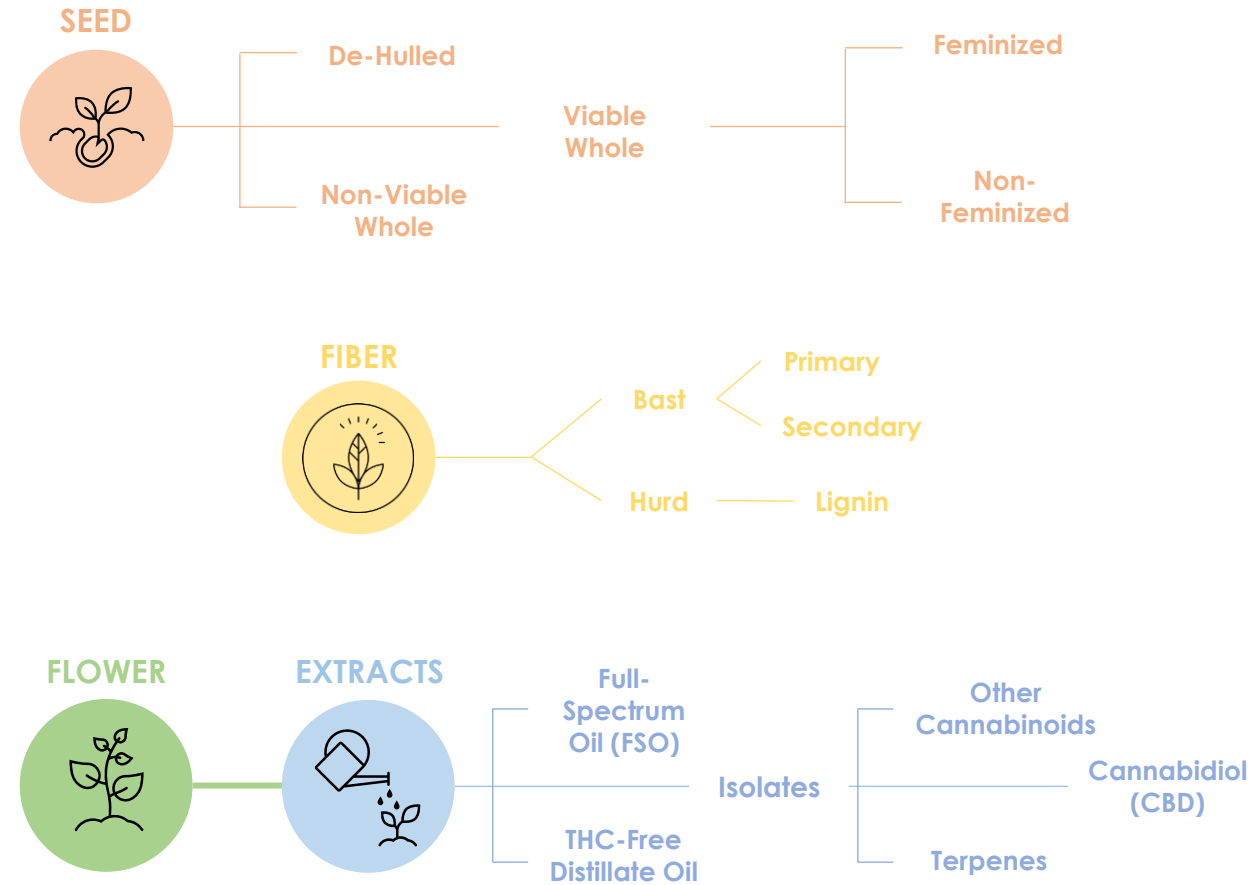 SEED
De-Hulled
Viable
Whole
Non-Viable
Whole
Feminized
Non-
Feminized
FIBER
Bast
Primary
Secondary
Hurd
Lignin
FLOWER
EXTRACTS
Full-
Spectrum
Oil (FSO)
Isolates
THC-Free
Distillate Oil
Other
Cannabinoids
Cannabidiol
(CBD)
Terpenes